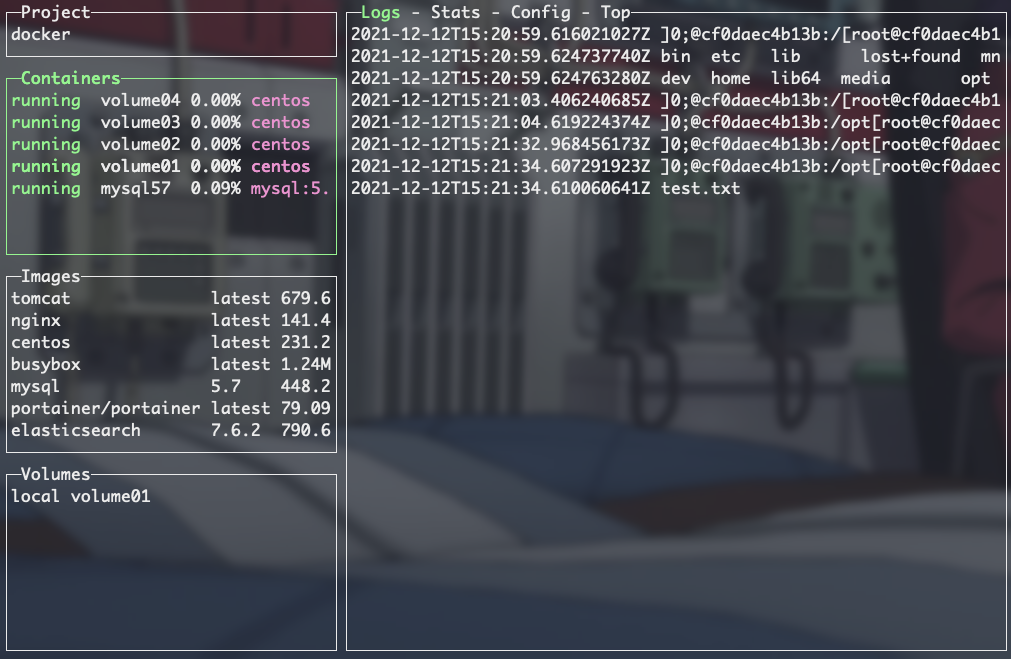 Project
docker
Containers
running volume04 0.00% centos
running volume03 0.00% centos
running volume02 0.00% centos
running volume01 0.00% centos
running mysql57 0.09% mysql:5.
Images
tomcat latest 679.6
nginx latest 141.4
centos latest 231.2
busybox latest 1.24M
mysql 5.7 448.2
portainer/portainer latest 79.09
elasticsearch 7.6.2 790.6
Volumes
local volume01
Logs - Stats - Config - Top
2021-12-12T15:20:59.616021027Z ]0;@cf0daec4b13b:/[root@cf0daec4b1
2021-12-12T15:20:59.624737740Z bin etc lib lost+found mn
2021-12-12T15:20:59.624763280Z dev home lib64 media opt
2021-12-12T15:21:03.406240685Z ]0;@cf0daec4b13b:/[root@cf0daec4b1
2021-12-12T15:21:04.619224374Z ]0;@cf0daec4b13b:/opt[root@cf0daec
2021-12-12T15:21:32.968456173Z ]0;@cf0daec4b13b:/opt[root@cf0daec
2021-12-12T15:21:34.607291923Z ]0;@cf0daec4b13b:/opt[root@cf0daec
2021-12-12T15:21:34.610060641Z test.txt